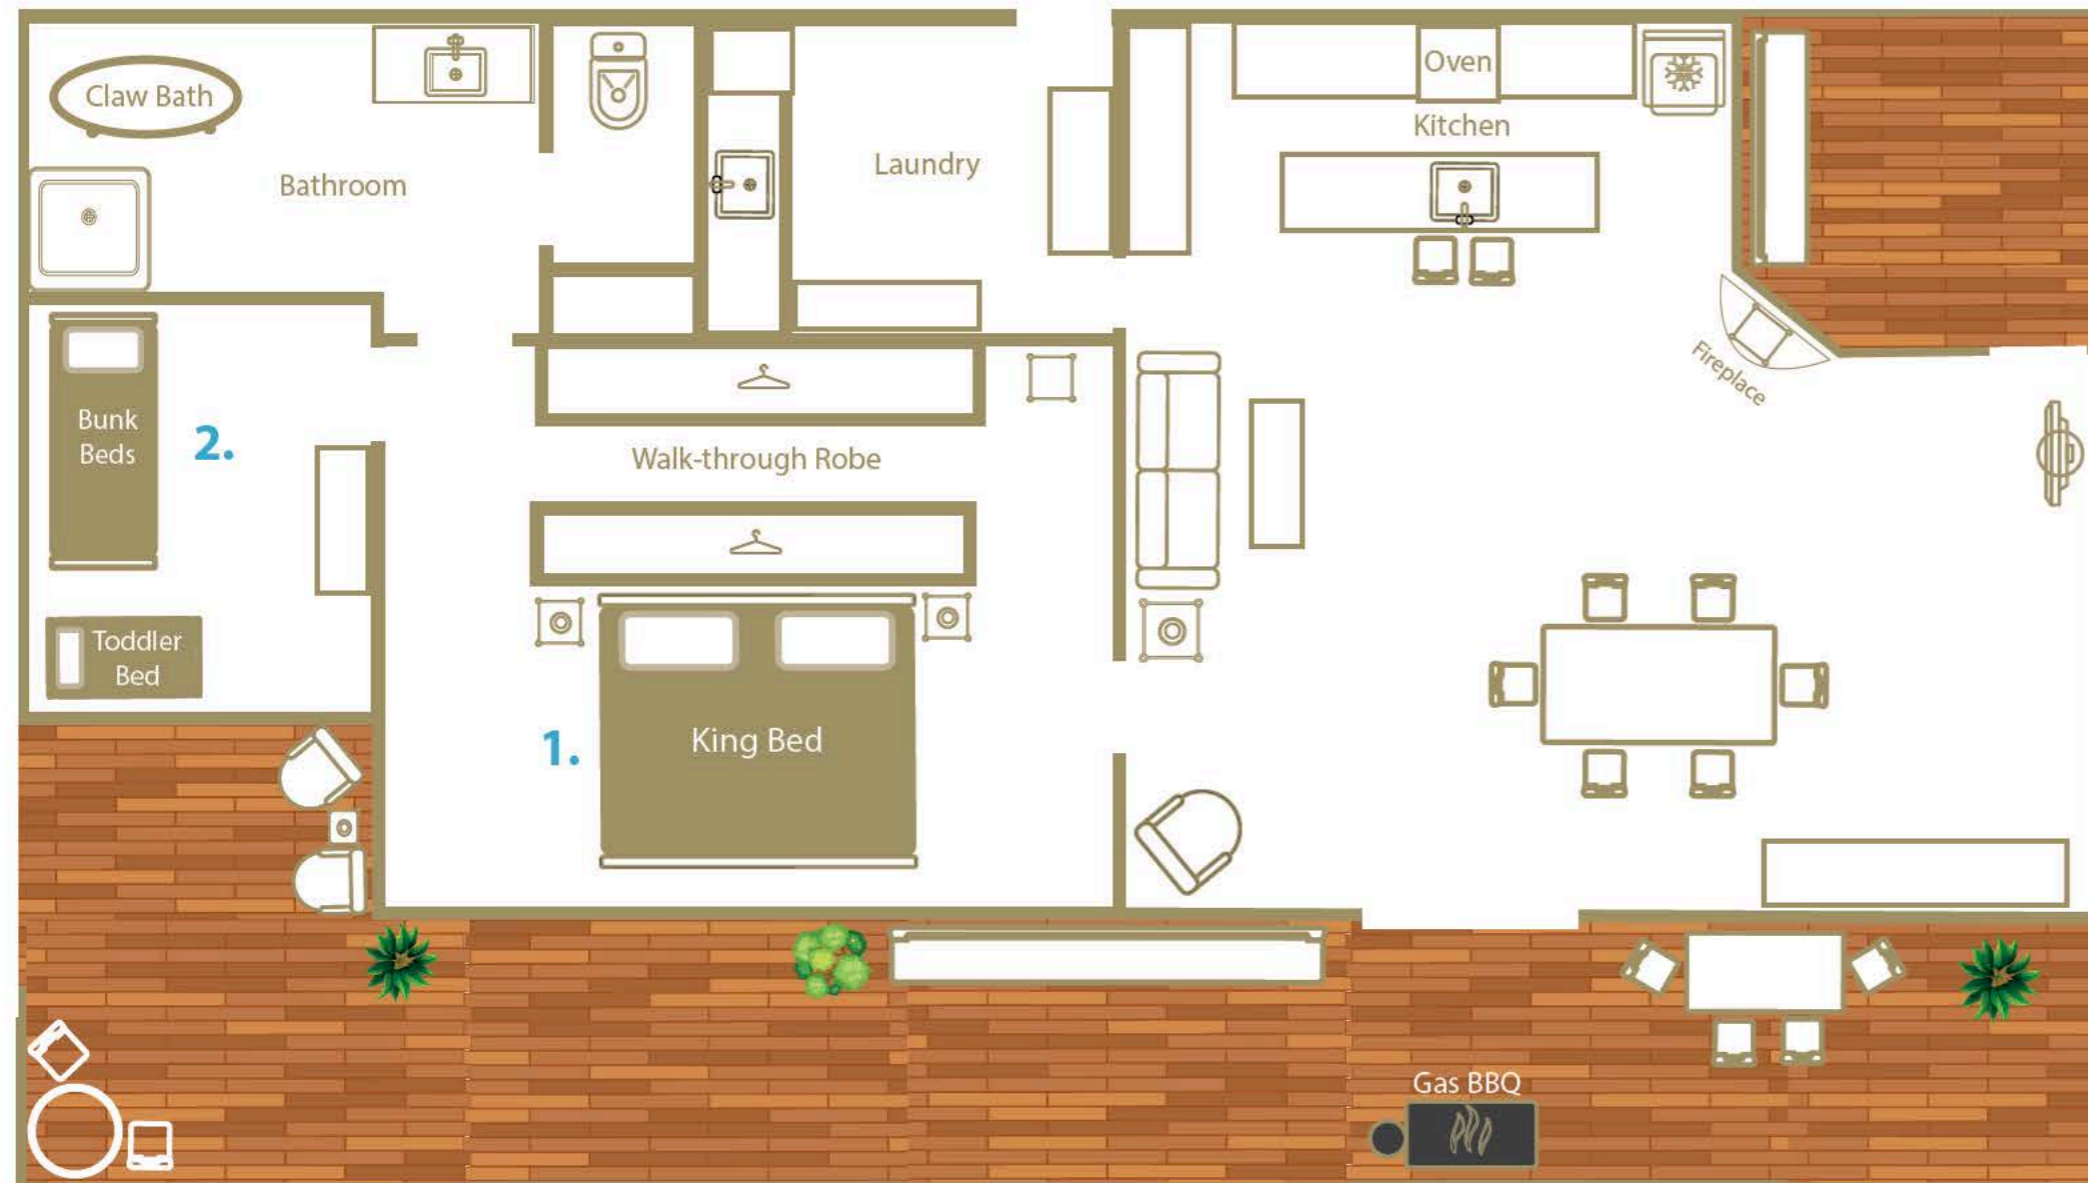 Claw Bath
Bathroom
Laundry
Oven
Kitchen
Fireplace
Bunk
Beds
2.
Walk-through Robe
Toddler
Bed
1.
King Bed
Gas BBQ